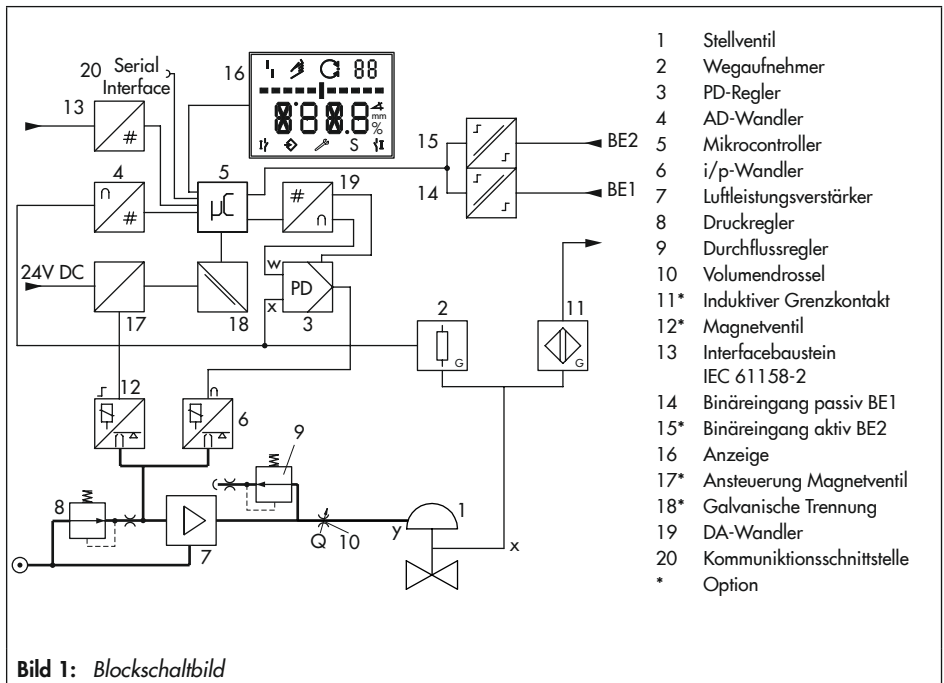 20 Serial
Interface
16
88
8.8.8.8
mm
%
S
13
#
4
∩
#
5
µC
19
#
∩
15
BE2
14
BE1
24V DC
17
18
w
PD
x
3
2
G
11
G
12
6
∩
9
8
7
Q 10
y
1
x
1 Stellventil
2 Wegaufnehmer
3 PD-Regler
4 AD-Wandler
5 Mikrocontroller
6 i/p-Wandler
7 Luftleistungsverstärker
8 Druckregler
9 Durchflussregler
10 Volumendrossel
11* Induktiver Grenzkontakt
12* Magnetventil
13 Interfacebaustein
IEC 61158-2
14 Binäreingang passiv BE1
15* Binäreingang aktiv BE2
16 Anzeige
17* Ansteuerung Magnetventil
18* Galvanische Trennung
19 DA-Wandler
20 Kommuniktionsschnittstelle
* Option
Bild 1: Blockschaltbild